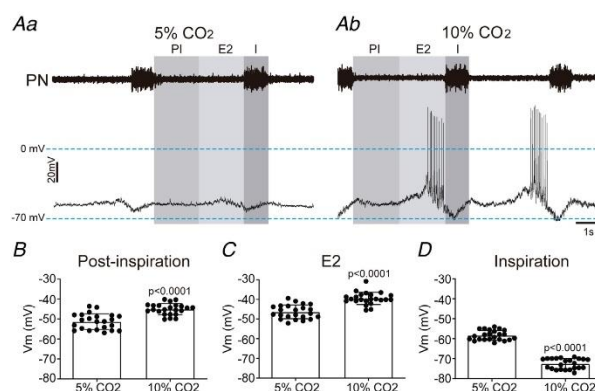 Aa
5% CO₂
Ab
10% CO₂
PI E2 I
PI E2 I
PN
0 mV
20mV
-70 mV
1s
B Post-inspiration
C E2
D Inspiration
Vm (mV)
-30
-40
-50
-60
-70
-80
p<0.0001
5% CO2 10% CO2
Vm (mV)
-30
-40
-50
-60
-70
-80
p<0.0001
5% CO2 10% CO2
Vm (mV)
-40
-50
-60
-70
-80
p<0.0001
5% CO2 10% CO2